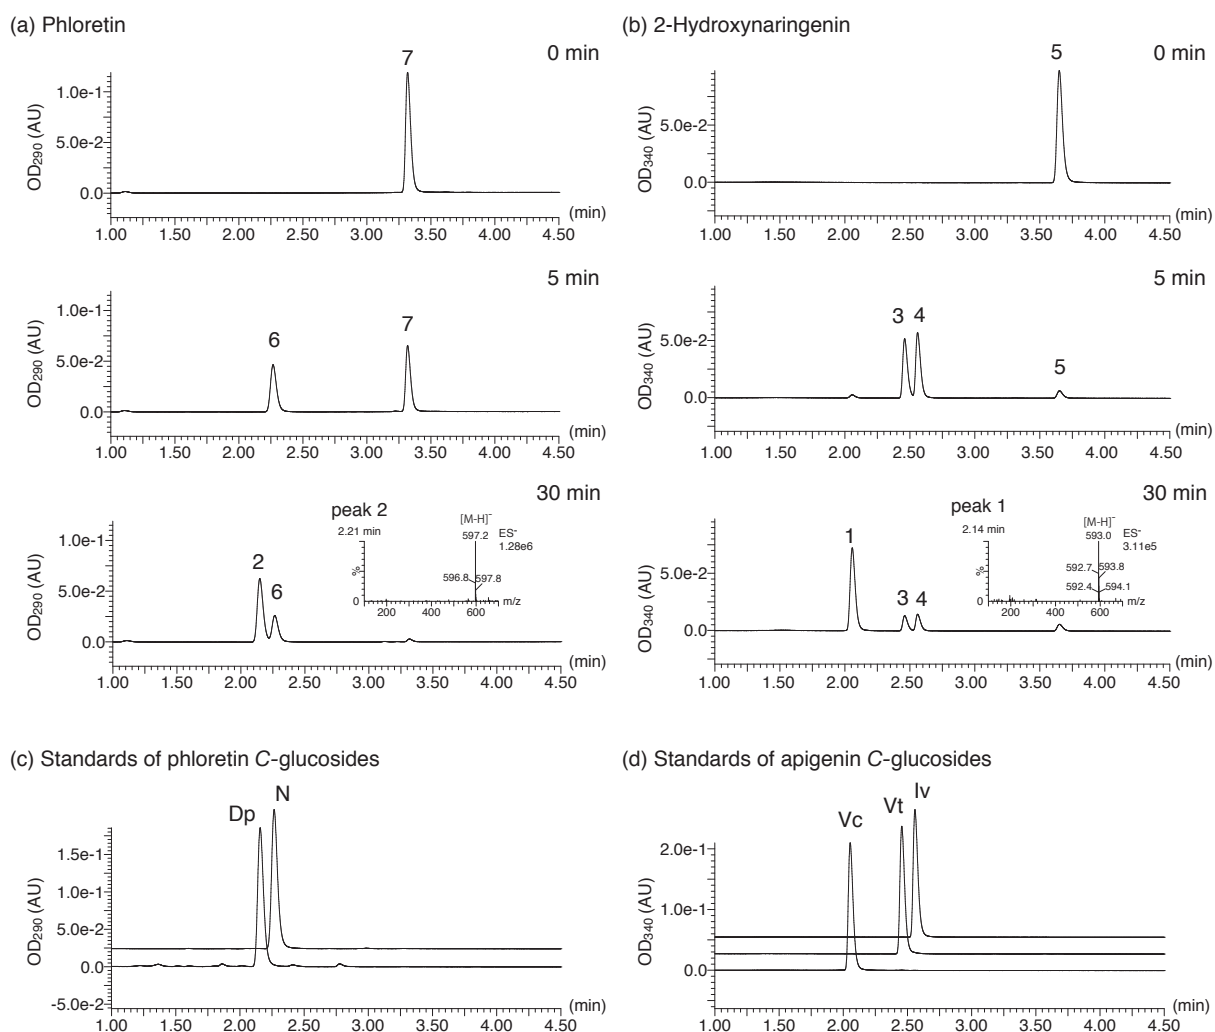 (a) Phloretin
0 min
7
OD290 (AU)
1.0e-1
5.0e-2
0.0
(min)
1.00 1.50 2.00 2.50 3.00 3.50 4.00 4.50
5 min
6
7
OD290 (AU)
1.0e-1
5.0e-2
0.0
(min)
1.00 1.50 2.00 2.50 3.00 3.50 4.00 4.50
30 min
peak 2
2.21 min
[M-H]-
597.2
ES-
1.28e6
%
596.8
597.8
0
200 400 600
m/z
2
6
OD290 (AU)
1.0e-1
5.0e-2
0.0
(min)
1.00 1.50 2.00 2.50 3.00 3.50 4.00 4.50
(b) 2-Hydroxynaringenin
0 min
5
OD340 (AU)
5.0e-2
0.0
(min)
1.00 1.50 2.00 2.50 3.00 3.50 4.00 4.50
5 min
3 4
5
OD340 (AU)
5.0e-2
0.0
(min)
1.00 1.50 2.00 2.50 3.00 3.50 4.00 4.50
30 min
peak 1
2.14 min
[M-H]-
593.0
ES-
3.11e5
%
592.7
593.8
592.4
594.1
0
200 400 600
m/z
1
3 4
OD340 (AU)
5.0e-2
0.0
(min)
1.00 1.50 2.00 2.50 3.00 3.50 4.00 4.50
(c) Standards of phloretin C-glucosides
Dp
N
OD290 (AU)
1.5e-1
1.0e-1
5.0e-2
0.0
-5.0e-2
(min)
1.00 1.50 2.00 2.50 3.00 3.50 4.00 4.50
(d) Standards of apigenin C-glucosides
Vc
Vt
Iv
OD340 (AU)
2.0e-1
1.0e-1
0.0
(min)
1.00 1.50 2.00 2.50 3.00 3.50 4.00 4.50